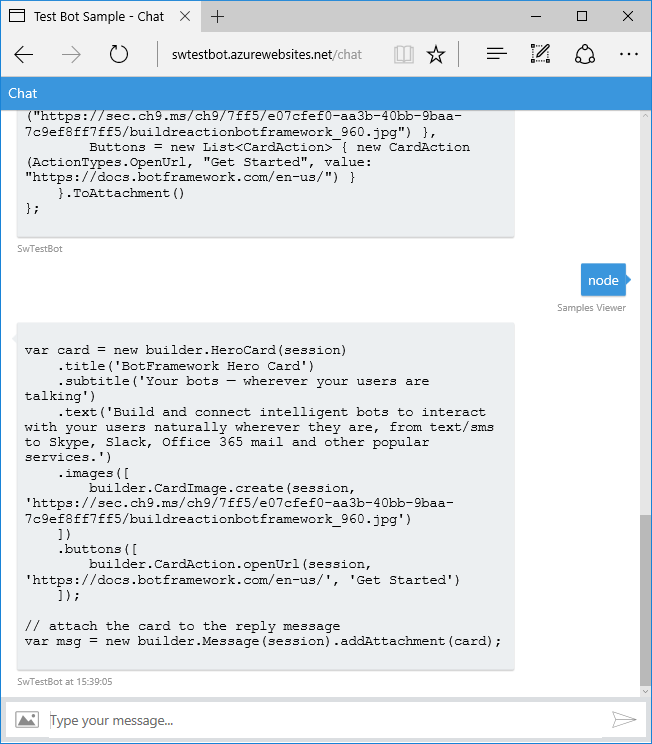 Test Bot Sample - Chat
swtestbot.azurewebsites.net/chat
Chat
("https://sec.ch9.ms/ch9/7ff5/e07cfef0-aa3b-40bb-9baa-
7c9ef8ff7ff5/buildreactionbotframework_960.jpg") },
        Buttons = new List<CardAction> { new CardAction
(ActionTypes.OpenUrl, "Get Started", value:
"https://docs.botframework.com/en-us/") }
    }.ToAttachment()
};
SwTestBot
node
Samples Viewer
var card = new builder.HeroCard(session)
    .title('BotFramework Hero Card')
    .subtitle('Your bots — wherever your users are
talking')
    .text('Build and connect intelligent bots to interact
with your users naturally wherever they are, from text/sms
to Skype, Slack, Office 365 mail and other popular
services.')
    .images([
        builder.CardImage.create(session,
'https://sec.ch9.ms/ch9/7ff5/e07cfef0-aa3b-40bb-9baa-
7c9ef8ff7ff5/buildreactionbotframework_960.jpg')
    ])
    .buttons([
        builder.CardAction.openUrl(session,
'https://docs.botframework.com/en-us/', 'Get Started')
    ]);
// attach the card to the reply message
var msg = new builder.Message(session).addAttachment(card);
SwTestBot at 15:39:05
Type your message...